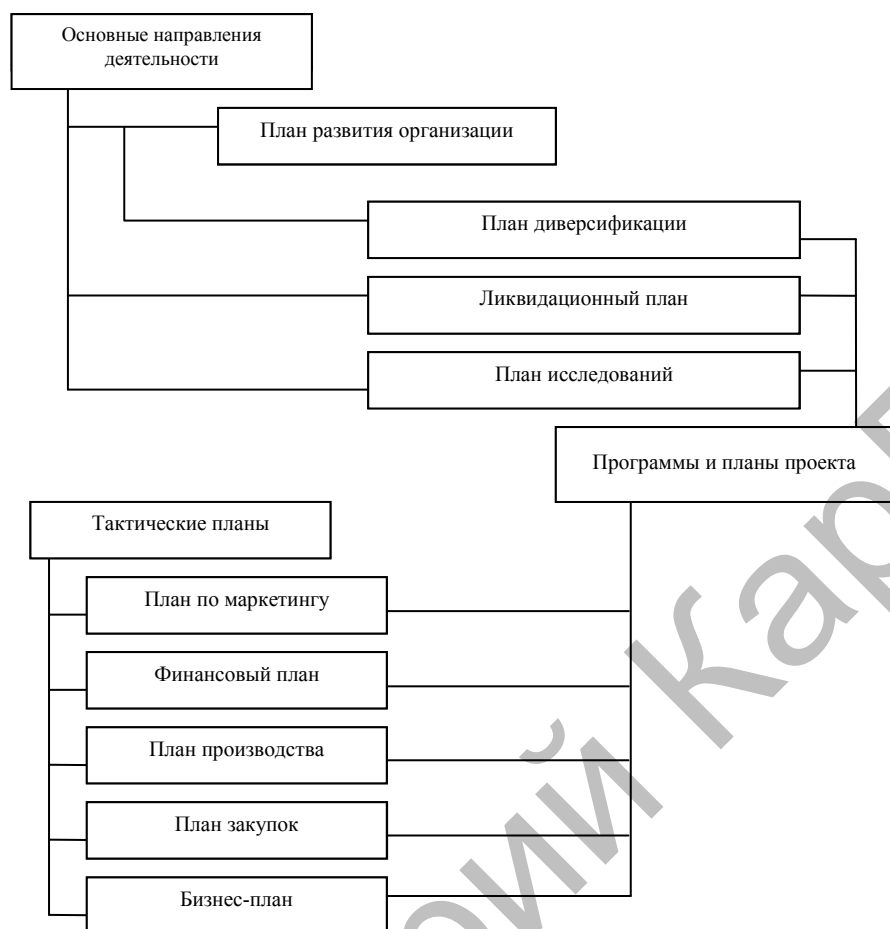 Основные направления
деятельности
План развития организации
План диверсификации
Ликвидационный план
План исследований
Программы и планы проекта
Тактические планы
План по маркетингу
Финансовый план
План производства
План закупок
Бизнес-план